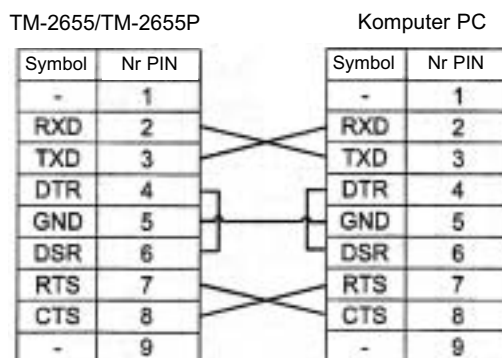 TM-2655/TM-2655P Komputer PC
Symbol Nr PIN Symbol Nr PIN
- 1 - 1
RXD 2 RXD 2
TXD 3 TXD 3
DTR 4 DTR 4
GND 5 GND 5
DSR 6 DSR 6
RTS 7 RTS 7
CTS 8 CTS 8
- 9 - 9